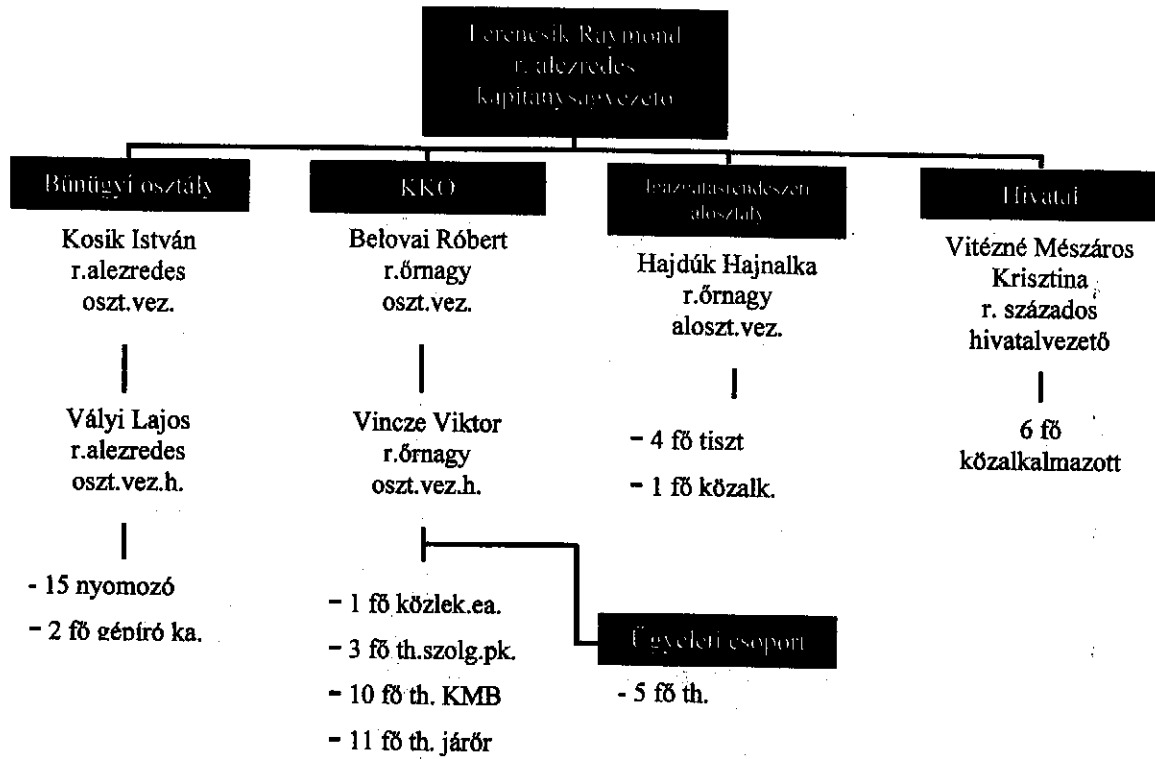 Ferencsik Raymond
r. alezredes
kapitányságvezető
Bűnügyi osztály
Kosik István
r.alezredes
oszt.vez.
Vályi Lajos
r.alezredes
oszt.vez.h.
- 15 nyomozó
- 2 fő gépíró ka.
KKO
Belovai Róbert
r.őrnagy
oszt.vez.
Vincze Viktor
r.őrnagy
oszt.vez.h.
- 1 fő közlek.ea.
- 3 fő th.szolg.pk.
- 10 fő th. KMB
- 11 fő th. járőr
Ügyeleti csoport
- 5 fő th.
Igazgatásrendészeti
alosztály
Hajdúk Hajnalka
r.őrnagy
aloszt.vez.
- 4 fő tiszt
- 1 fő közalk.
Hivatal
Vitézné Mészáros
Krisztina
r. százados
hivatalvezető
6 fő
közalkalmazott